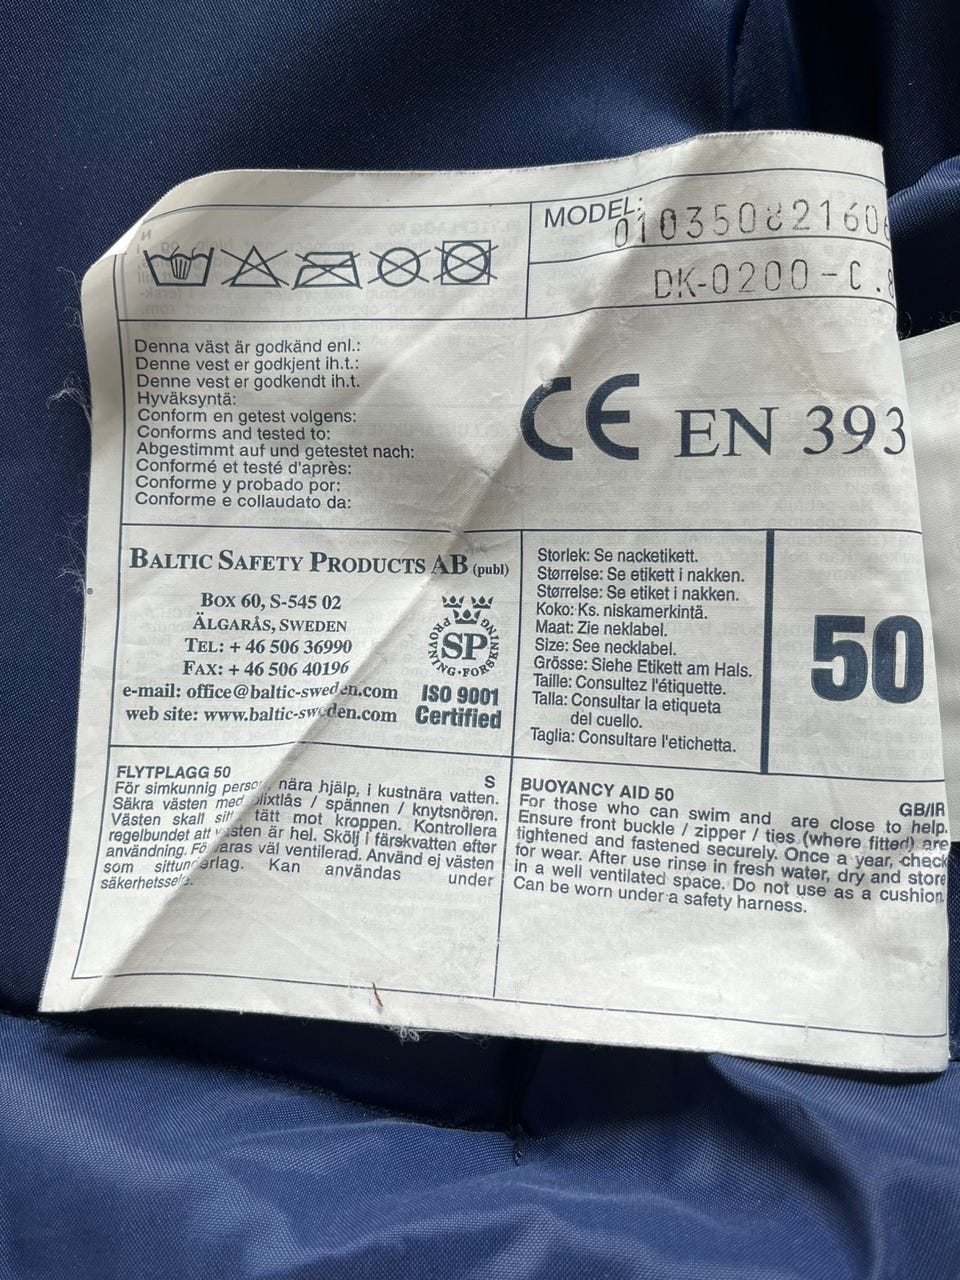 MODEL:
01035082160
DK-0200-C.
Denna väst är godkänd enl.:
Denne vest er godkjent ih.t.:
Denne vest er godkendt ih.t.
Hyväksyntä:
Conform en getest volgens:
Conforms and tested to:
Abgestimmt auf und getestet nach:
Conformé et testé d'après:
Conforme y probado por:
Conforme e collaudato da:
CE EN 393
BALTIC SAFETY PRODUCTS AB (publ)
BOX 60, S-545 02
ÄLGARÅS, SWEDEN
TEL: + 46 506 36990
FAX: + 46 506 40196
e-mail: office@baltic-sweden.com
web site: www.baltic-sweden.com
SP
PROVNING·FORSKNING
ISO 9001
Certified
Storlek: Se nacketikett.
Størrelse: Se etikett i nakken.
Størrelse: Se etiket i nakken.
Koko: Ks. niskamerkintä.
Maat: Zie neklabel.
Size: See necklabel.
Grösse: Siehe Etikett am Hals.
Taille: Consultez l'étiquette.
Talla: Consultar la etiqueta
del cuello.
Taglia: Consultare l'etichetta.
50
FLYTPLAGG 50 S
För simkunnig person, nära hjälp, i kustnära vatten.
Säkra västen med blixtlås / spännen / knytsnören.
Västen skall sitta tätt mot kroppen. Kontrollera
regelbundet att västen är hel. Skölj i färskvatten efter
användning. Förvaras väl ventilerad. Använd ej västen
som sittunderlag. Kan användas under
säkerhetssele.
BUOYANCY AID 50 GB/IR
For those who can swim and are close to help.
Ensure front buckle / zipper / ties (where fitted) are
tightened and fastened securely. Once a year, check
for wear. After use rinse in fresh water, dry and store
in a well ventilated space. Do not use as a cushion.
Can be worn under a safety harness.